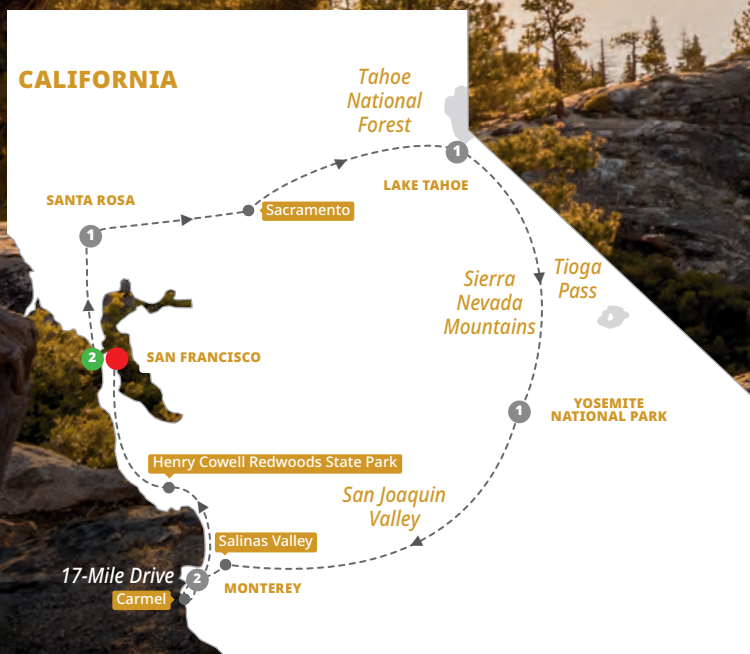 CALIFORNIA
Tahoe
National
Forest
1
LAKE TAHOE
SANTA ROSA
1
Sacramento
Sierra
Nevada
Mountains
Tioga
Pass
2
SAN FRANCISCO
1
YOSEMITE
NATIONAL PARK
Henry Cowell Redwoods State Park
San Joaquin
Valley
Salinas Valley
17-Mile Drive
2
MONTEREY
Carmel